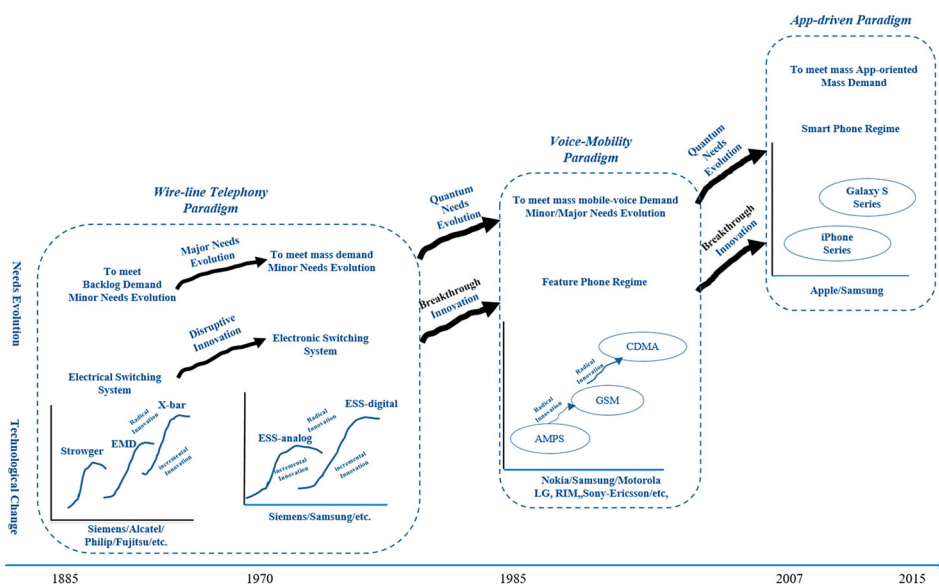 App-driven Paradigm
To meet mass App-oriented
Mass Demand
Smart Phone Regime
Galaxy S
Series
iPhone
Series
Apple/Samsung
Quantum
Needs
Evolution
Breakthrough
Innovation
Voice-Mobility
Paradigm
To meet mass mobile-voice Demand
Minor/Major Needs Evolution
Feature Phone Regime
CDMA
Radical
Innovation
GSM
Radical
Innovation
AMPS
Nokia/Samsung/Motorola
LG, RIM,,Sony-Ericsson/etc,
Quantum
Needs
Evolution
Breakthrough
Innovation
Wire-line Telephony
Paradigm
To meet
Backlog Demand
Minor Needs Evolution
Major Needs
Evolution
To meet mass demand
Minor Needs Evolution
Disruptive
Innovation
Electronic Switching
System
Electrical Switching
System
Strowger
EMD
X-bar
Radical
Innovation
Incremental
Innovation
Siemens/Alcatel/
Philip/Fujitsu/etc.
ESS-analog
ESS-digital
Radical
Innovation
Incremental
Innovation
Incremental
Innovation
Siemens/Samsung/etc.
Needs Evolution
Technological Change
1885
1970
1985
2007
2015